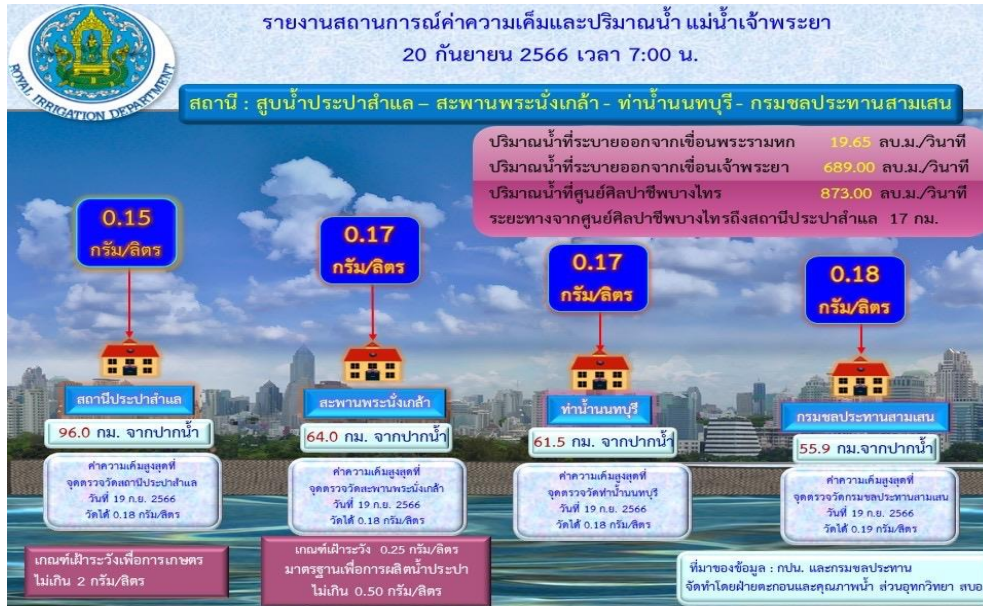 รายงานสถานการณ์ค่าความเค็มและปริมาณน้ำ แม่น้ำเจ้าพระยา
20 กันยายน 2566 เวลา 7:00 น.
ROYAL IRRIGATION DEPARTMENT
สถานี : สูบน้ำประปาสำแล – สะพานพระนั่งเกล้า - ท่าน้ำนนทบุรี - กรมชลประทานสามเสน
ปริมาณน้ำที่ระบายออกจากเขื่อนพระรามหก 19.65 ลบ.ม./วินาที
ปริมาณน้ำที่ระบายออกจากเขื่อนเจ้าพระยา 689.00 ลบ.ม./วินาที
ปริมาณน้ำที่ศูนย์ศิลปาชีพบางไทร 873.00 ลบ.ม./วินาที
ระยะทางจากศูนย์ศิลปาชีพบางไทรถึงสถานีประปาสำแล 17 กม.
0.15
กรัม/ลิตร
สถานีประปาสำแล
96.0 กม. จากปากน้ำ
ค่าความเค็มสูงสุดที่
จุดตรวจวัดสถานีประปาสำแล
วันที่ 19 ก.ย. 2566
วัดได้ 0.18 กรัม/ลิตร
0.17
กรัม/ลิตร
สะพานพระนั่งเกล้า
64.0 กม. จากปากน้ำ
ค่าความเค็มสูงสุดที่
จุดตรวจวัดสะพานพระนั่งเกล้า
วันที่ 19 ก.ย. 2566
วัดได้ 0.18 กรัม/ลิตร
0.17
กรัม/ลิตร
ท่าน้ำนนทบุรี
61.5 กม. จากปากน้ำ
ค่าความเค็มสูงสุดที่
จุดตรวจวัดท่าน้ำนนทบุรี
วันที่ 19 ก.ย. 2566
วัดได้ 0.18 กรัม/ลิตร
0.18
กรัม/ลิตร
กรมชลประทานสามเสน
55.9 กม.จากปากน้ำ
ค่าความเค็มสูงสุดที่
จุดตรวจวัดกรมชลประทานสามเสน
วันที่ 19 ก.ย. 2566
วัดได้ 0.19 กรัม/ลิตร
เกณฑ์เฝ้าระวังเพื่อการเกษตร
ไม่เกิน 2 กรัม/ลิตร
เกณฑ์เฝ้าระวัง 0.25 กรัม/ลิตร
มาตรฐานเพื่อการผลิตน้ำประปา
ไม่เกิน 0.50 กรัม/ลิตร
ที่มาของข้อมูล : กปน. และกรมชลประทาน
จัดทำโดยฝ่ายตะกอนและคุณภาพน้ำ ส่วนอุทกวิทยา สบอ